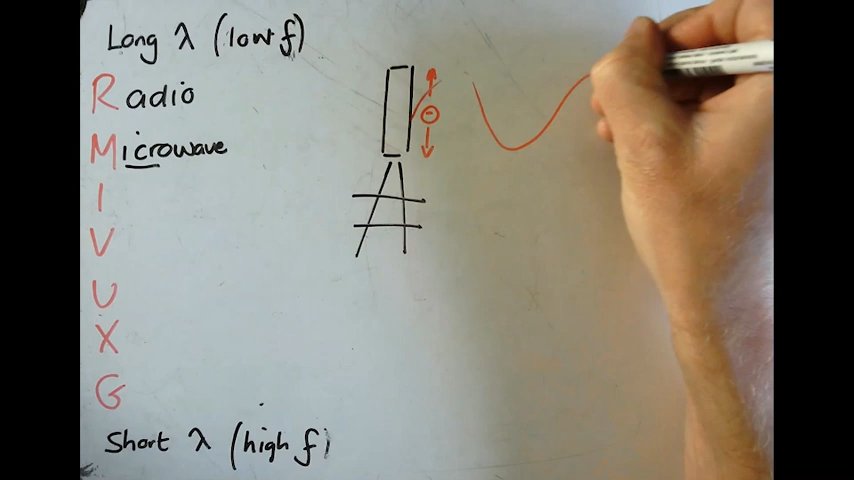 Long λ (low f)
Radio
Microwave
I
V
U
X
G
Short λ (high f)
-